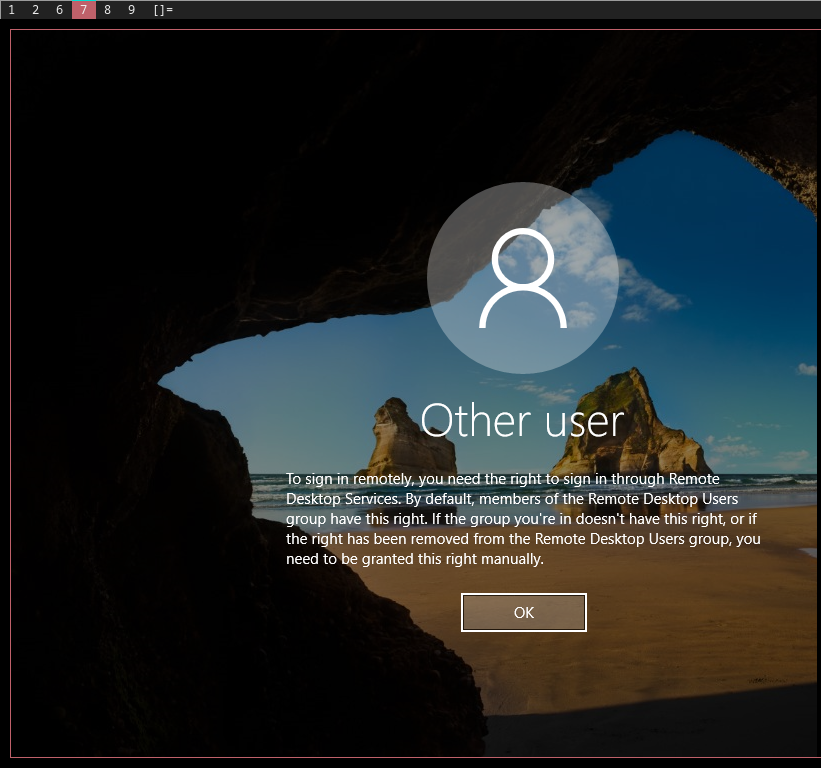 1 2 6 7 8 9 []=
Other user
To sign in remotely, you need the right to sign in through Remote
Desktop Services. By default, members of the Remote Desktop Users
group have this right. If the group you're in doesn't have this right, or if
the right has been removed from the Remote Desktop Users group, you
need to be granted this right manually.
OK